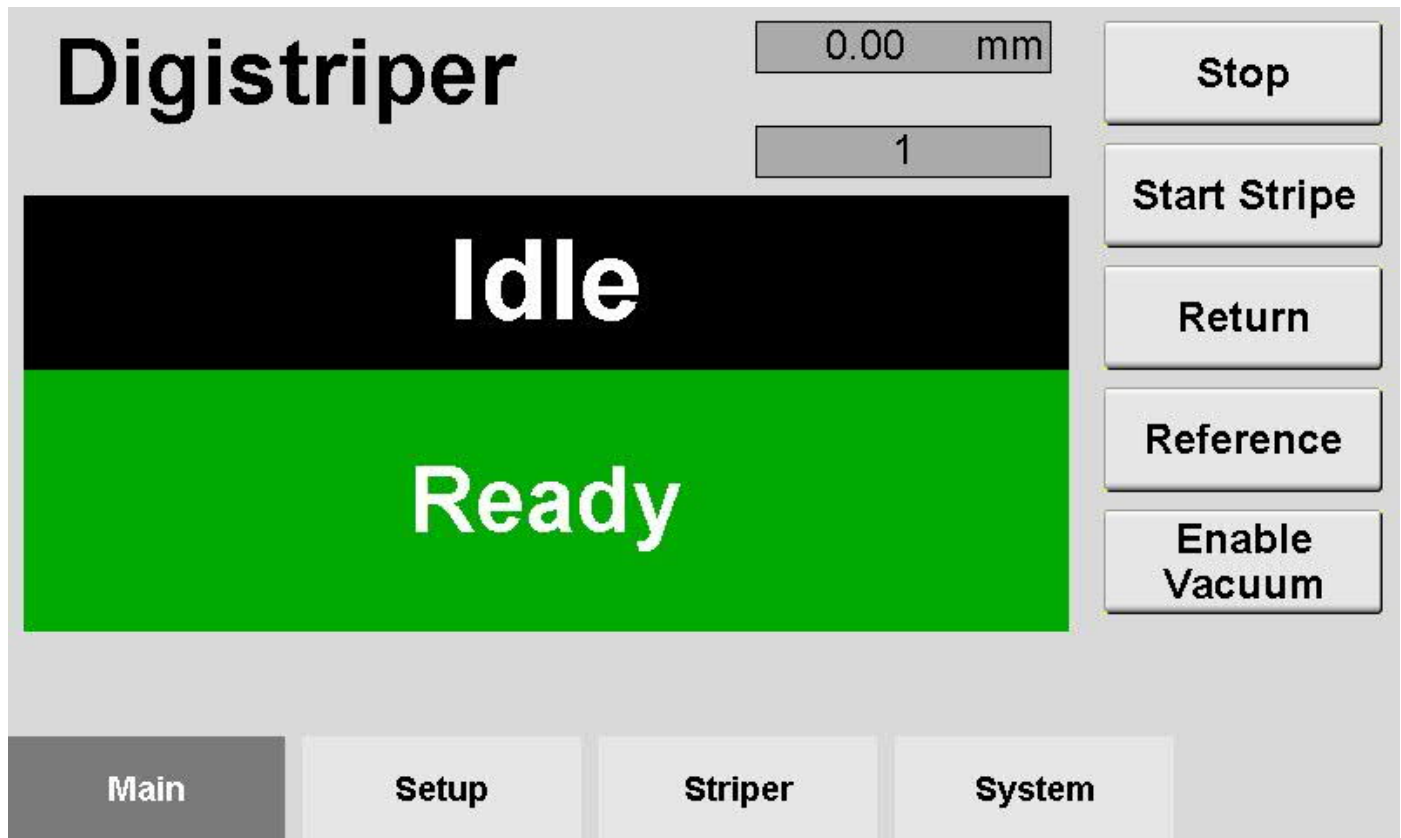 Digistriper
0.00 mm
1
Idle
Ready
Stop
Start Stripe
Return
Reference
Enable
Vacuum
Main
Setup
Striper
System